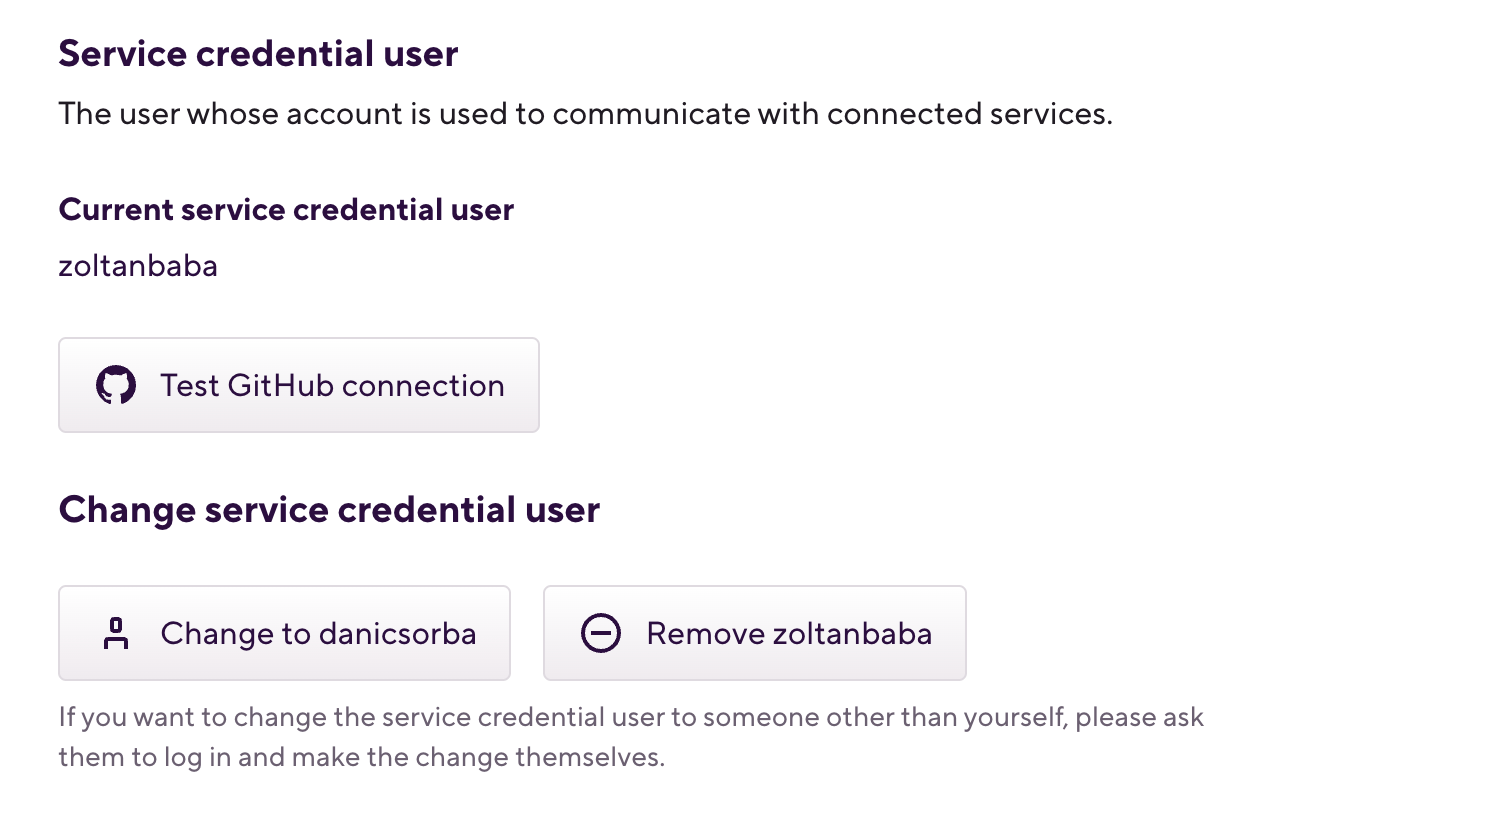 Service credential user
The user whose account is used to communicate with connected services.
Current service credential user
zoltanbaba
Test GitHub connection
Change service credential user
Change to danicsorba
Remove zoltanbaba
If you want to change the service credential user to someone other than yourself, please ask
them to log in and make the change themselves.